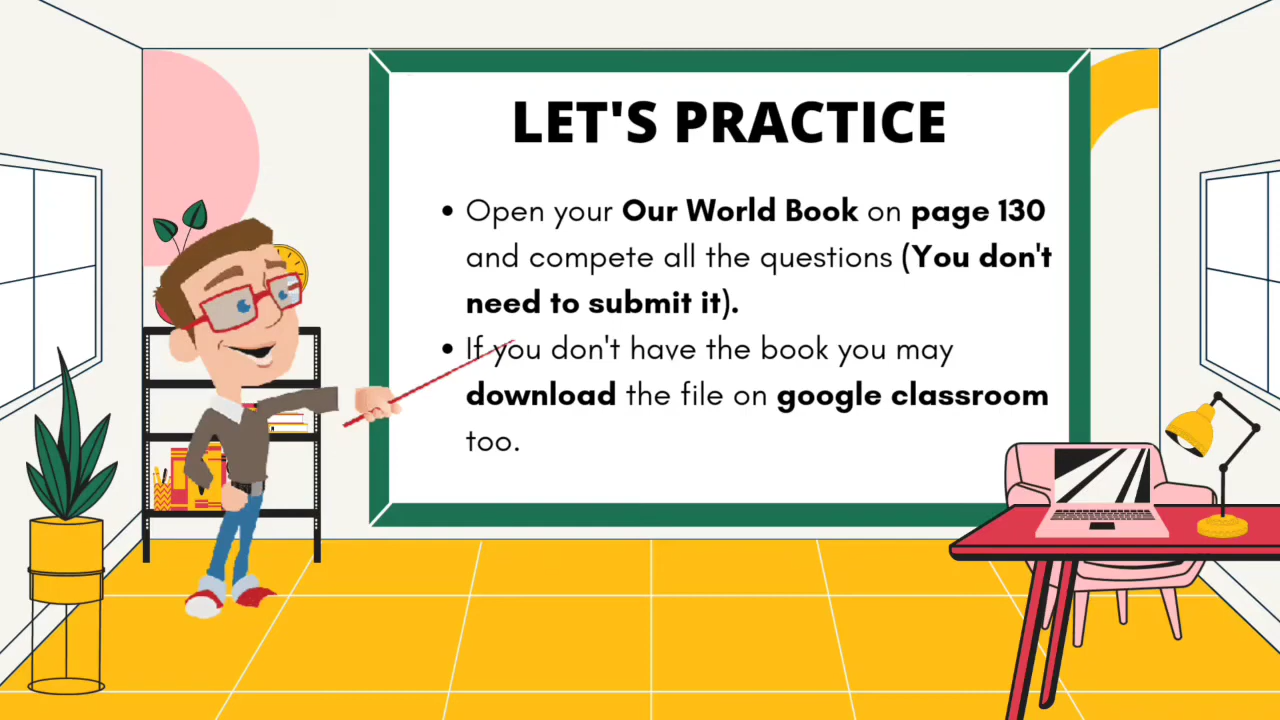 LET'S PRACTICE
• Open your Our World Book on page 130
and compete all the questions (You don't
need to submit it).
• If you don't have the book you may
download the file on google classroom
too.